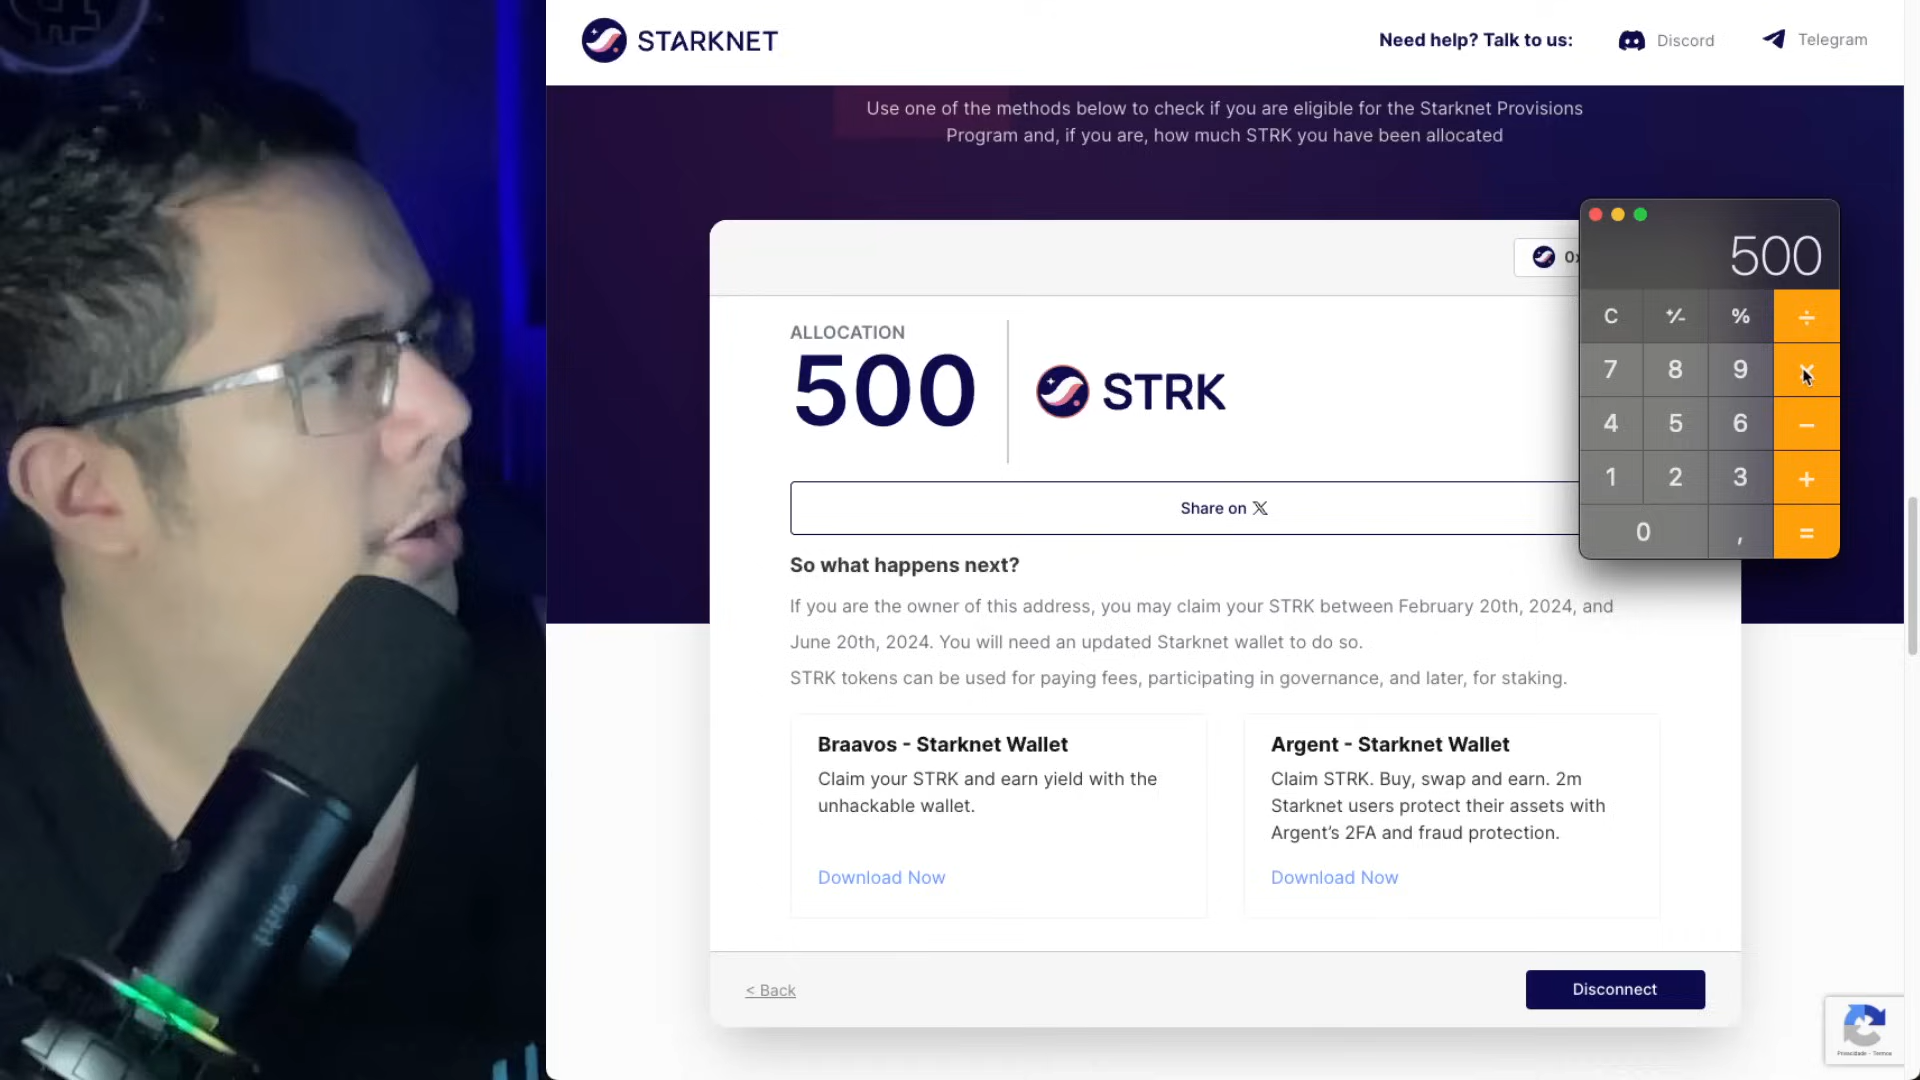 STARKNET
Need help? Talk to us:
Discord
Telegram
Use one of the methods below to check if you are eligible for the Starknet Provisions
Program and, if you are, how much STRK you have been allocated
500
C
⁺∕₋
%
÷
7
8
9
4
5
6
−
1
2
3
+
0
,
=
ALLOCATION
500
STRK
Share on X
So what happens next?
If you are the owner of this address, you may claim your STRK between February 20th, 2024, and
June 20th, 2024. You will need an updated Starknet wallet to do so.
STRK tokens can be used for paying fees, participating in governance, and later, for staking.
Braavos - Starknet Wallet
Claim your STRK and earn yield with the
unhackable wallet.
Download Now
Argent - Starknet Wallet
Claim STRK. Buy, swap and earn. 2m
Starknet users protect their assets with
Argent’s 2FA and fraud protection.
Download Now
< Back
Disconnect
Privacidade - Termos